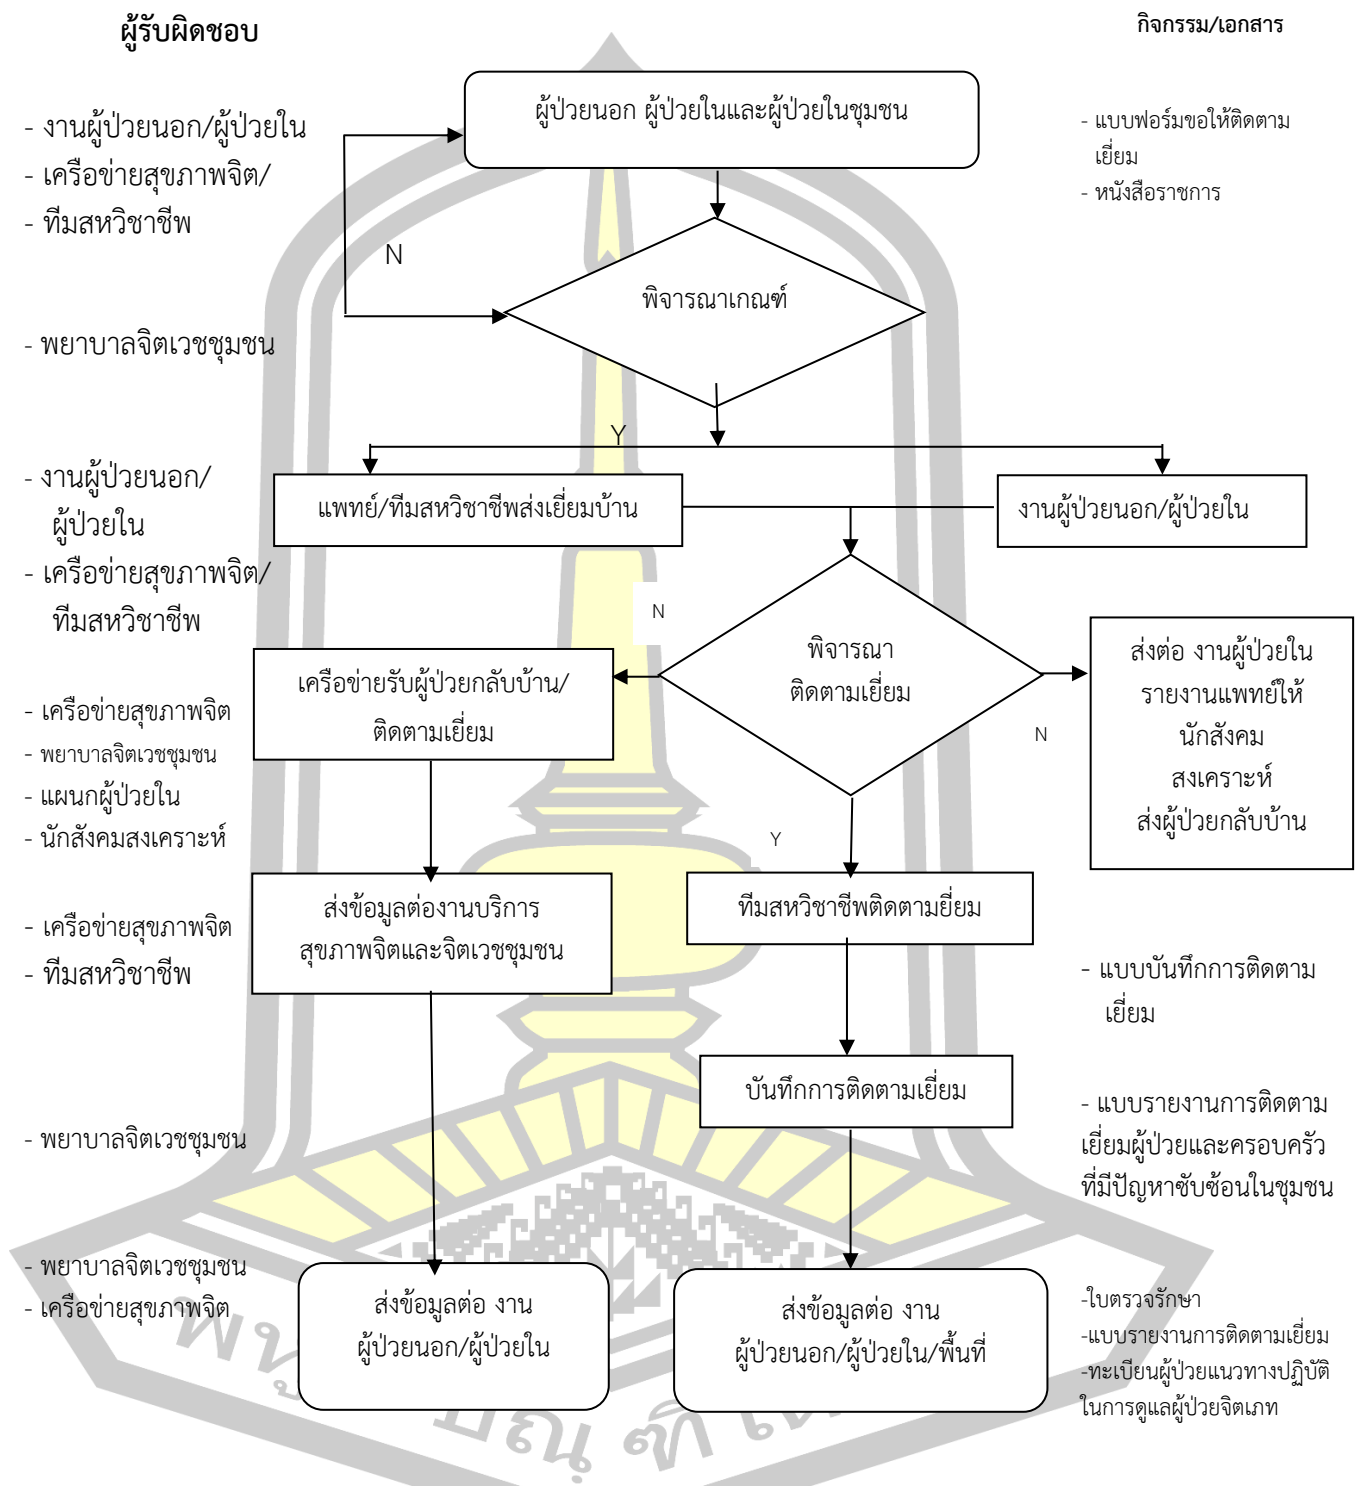 ผู้รับผิดชอบ
กิจกรรม/เอกสาร
ผู้ป่วยนอก ผู้ป่วยในและผู้ป่วยในชุมชน
- งานผู้ป่วยนอก/ผู้ป่วยใน
- เครือข่ายสุขภาพจิต/
- ทีมสหวิชาชีพ
- แบบฟอร์มขอให้ติดตาม
เยี่ยม
- หนังสือราชการ
N
พิจารณาเกณฑ์
- พยาบาลจิตเวชชุมชน
Y
- งานผู้ป่วยนอก/
ผู้ป่วยใน
- เครือข่ายสุขภาพจิต/
ทีมสหวิชาชีพ
แพทย์/ทีมสหวิชาชีพส่งเยี่ยมบ้าน
งานผู้ป่วยนอก/ผู้ป่วยใน
N
พิจารณา
ติดตามเยี่ยม
N
เครือข่ายรับผู้ป่วยกลับบ้าน/
ติดตามเยี่ยม
ส่งต่อ งานผู้ป่วยใน
รายงานแพทย์ให้
นักสังคม
สงเคราะห์
ส่งผู้ป่วยกลับบ้าน
- เครือข่ายสุขภาพจิต
- พยาบาลจิตเวชชุมชน
- แผนกผู้ป่วยใน
- นักสังคมสงเคราะห์
Y
ส่งข้อมูลต่องานบริการ
สุขภาพจิตและจิตเวชชุมชน
ทีมสหวิชาชีพติดตามยี่ยม
- เครือข่ายสุขภาพจิต
- ทีมสหวิชาชีพ
- แบบบันทึกการติดตาม
เยี่ยม
บันทึกการติดตามเยี่ยม
- แบบรายงานการติดตาม
เยี่ยมผู้ป่วยและครอบครัว
ที่มีปัญหาซับซ้อนในชุมชน
- พยาบาลจิตเวชชุมชน
- พยาบาลจิตเวชชุมชน
- เครือข่ายสุขภาพจิต
ส่งข้อมูลต่อ งาน
ผู้ป่วยนอก/ผู้ป่วยใน
ส่งข้อมูลต่อ งาน
ผู้ป่วยนอก/ผู้ป่วยใน/พื้นที่
-ใบตรวจรักษา
-แบบรายงานการติดตามเยี่ยม
-ทะเบียนผู้ป่วยแนวทางปฏิบัติ
ในการดูแลผู้ป่วยจิตเภท